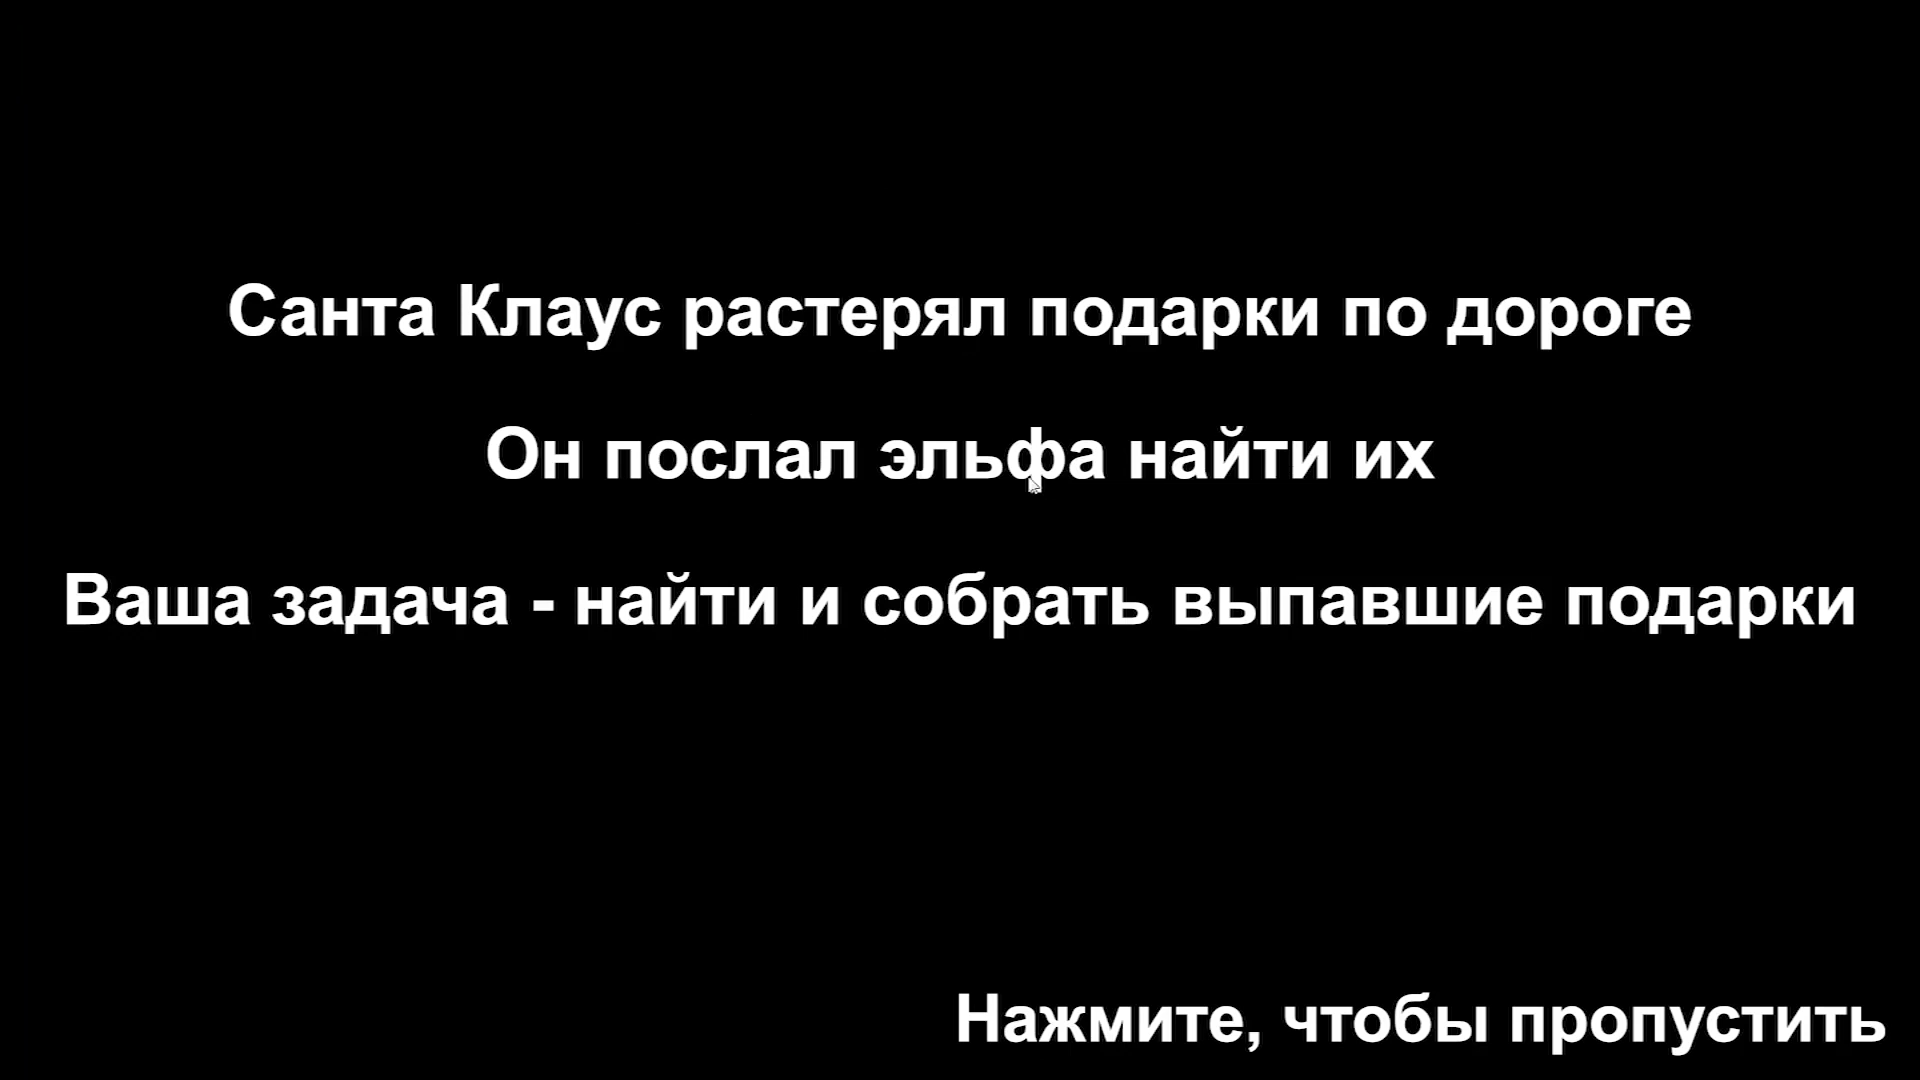 Санта Клаус растерял подарки по дороге
Он послал эльфа найти их
Ваша задача - найти и собрать выпавшие подарки
Нажмите, чтобы пропустить